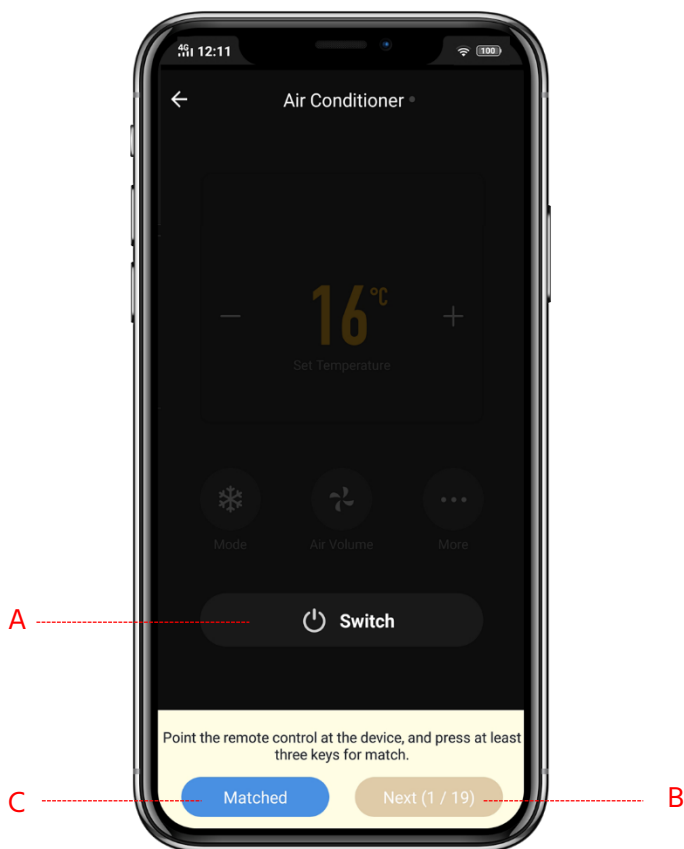 4G 12:11 100
Air Conditioner
16 °C
Set Temperature
Mode Air Volume More
A Switch
Point the remote control at the device, and press at least
three keys for match.
C Matched Next (1 / 19) B